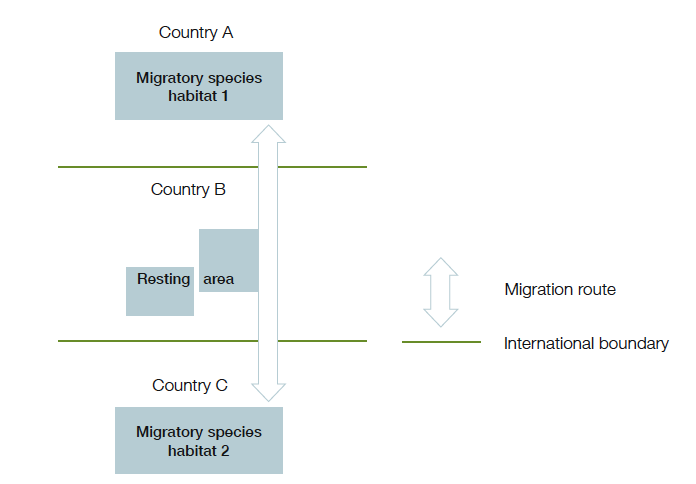 Country A
Migratory species
habitat 1
Country B
Resting area
Migration route
International boundary
Country C
Migratory species
habitat 2